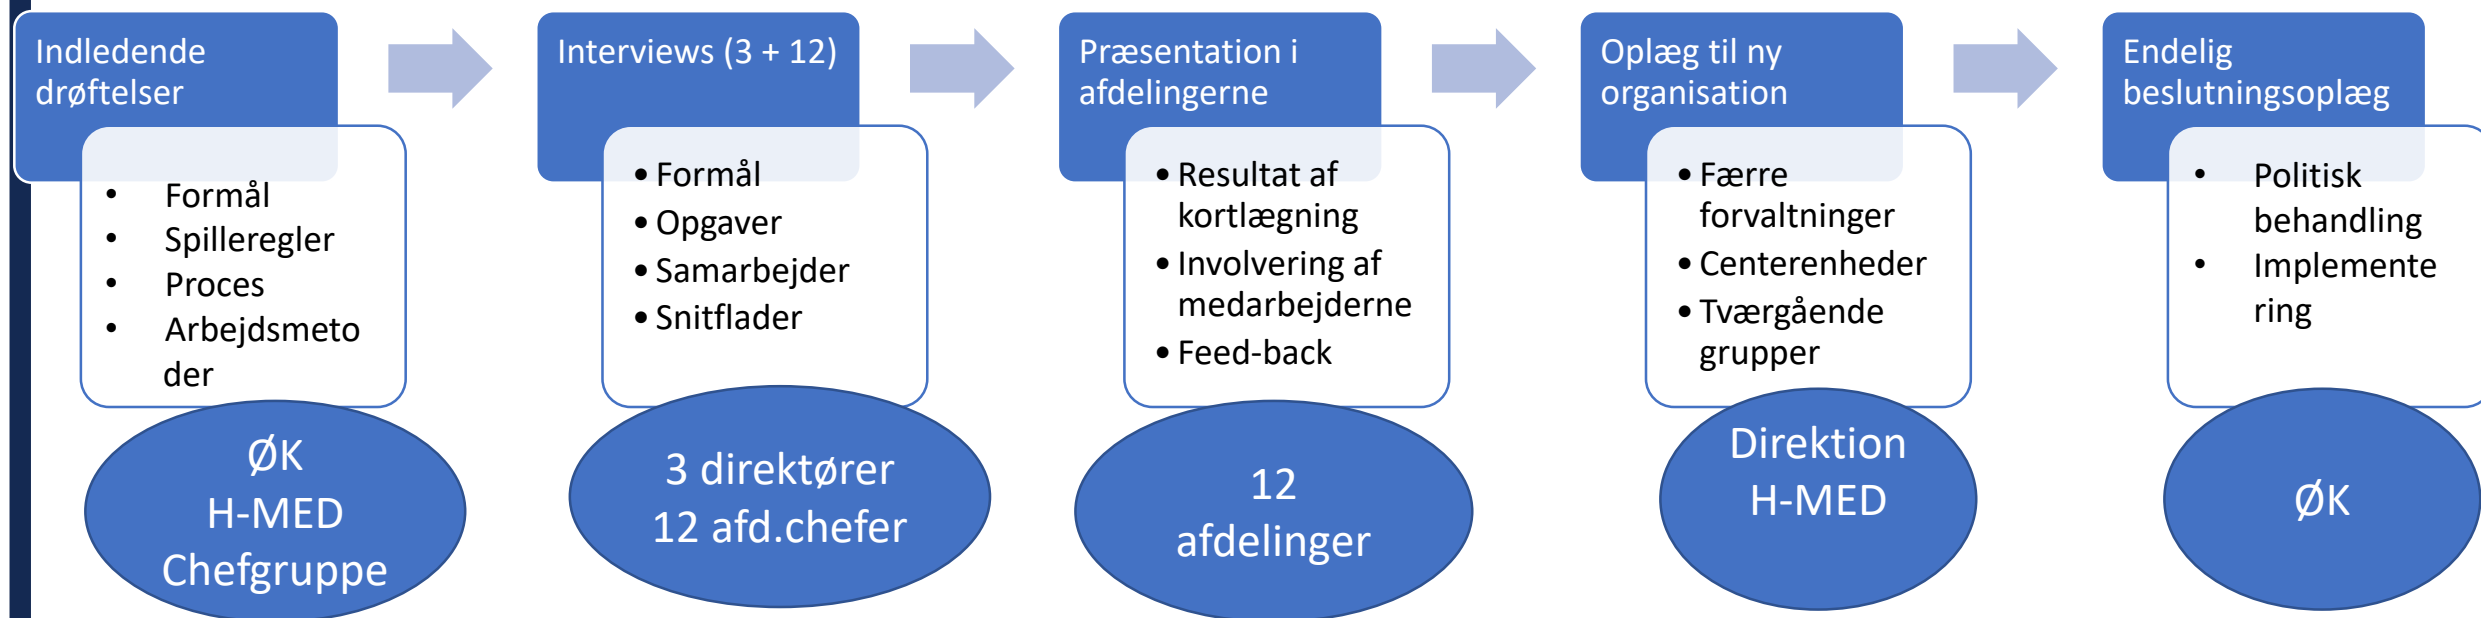 Indledende
drøftelser
• Formål
• Spilleregler
• Proces
• Arbejdsmeto
der
ØK
H-MED
Chefgruppe
Interviews (3 + 12)
• Formål
• Opgaver
• Samarbejder
• Snitflader
3 direktører
12 afd.chefer
Præsentation i
afdelingerne
• Resultat af
kortlægning
• Involvering af
medarbejderne
• Feed-back
12
afdelinger
Oplæg til ny
organisation
• Færre
forvaltninger
• Centerenheder
• Tværgående
grupper
Direktion
H-MED
Endelig
beslutningsoplæg
• Politisk
behandling
• Implemente
ring
ØK